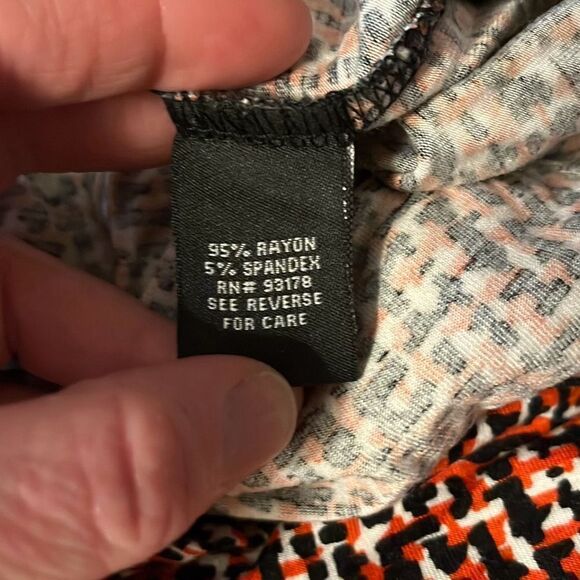 95% RAYON
5% SPANDEX
RN# 93178
SEE REVERSE
FOR CARE